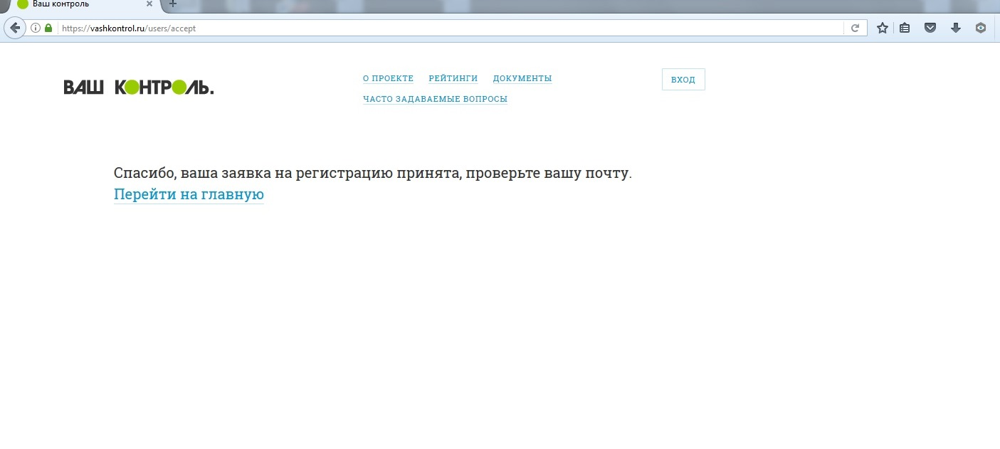 Ваш контроль
https://vashkontrol.ru/users/accept
ВАШ КОНТРОЛЬ.
О ПРОЕКТЕ РЕЙТИНГИ ДОКУМЕНТЫ
ЧАСТО ЗАДАВАЕМЫЕ ВОПРОСЫ
ВХОД
Спасибо, ваша заявка на регистрацию принята, проверьте вашу почту.
Перейти на главную